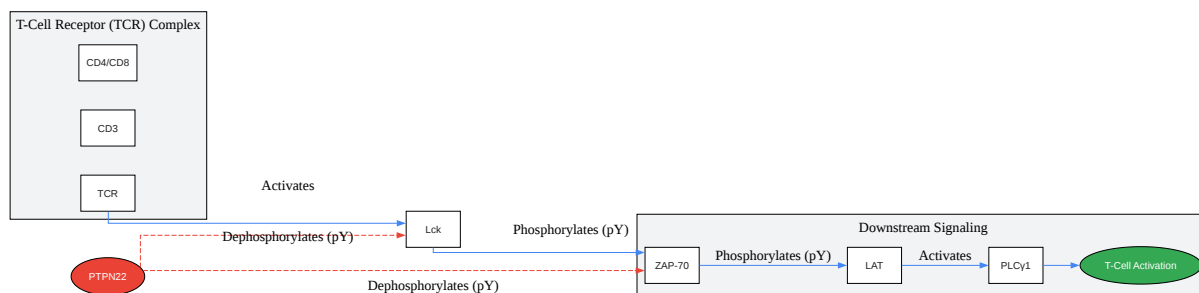 T-Cell Receptor (TCR) Complex
CD4/CD8
CD3
TCR
Activates
Lck
Dephosphorylates (pY)
Phosphorylates (pY)
PTPN22
Dephosphorylates (pY)
Downstream Signaling
ZAP-70
Phosphorylates (pY)
LAT
Activates
PLCγ1
T-Cell Activation